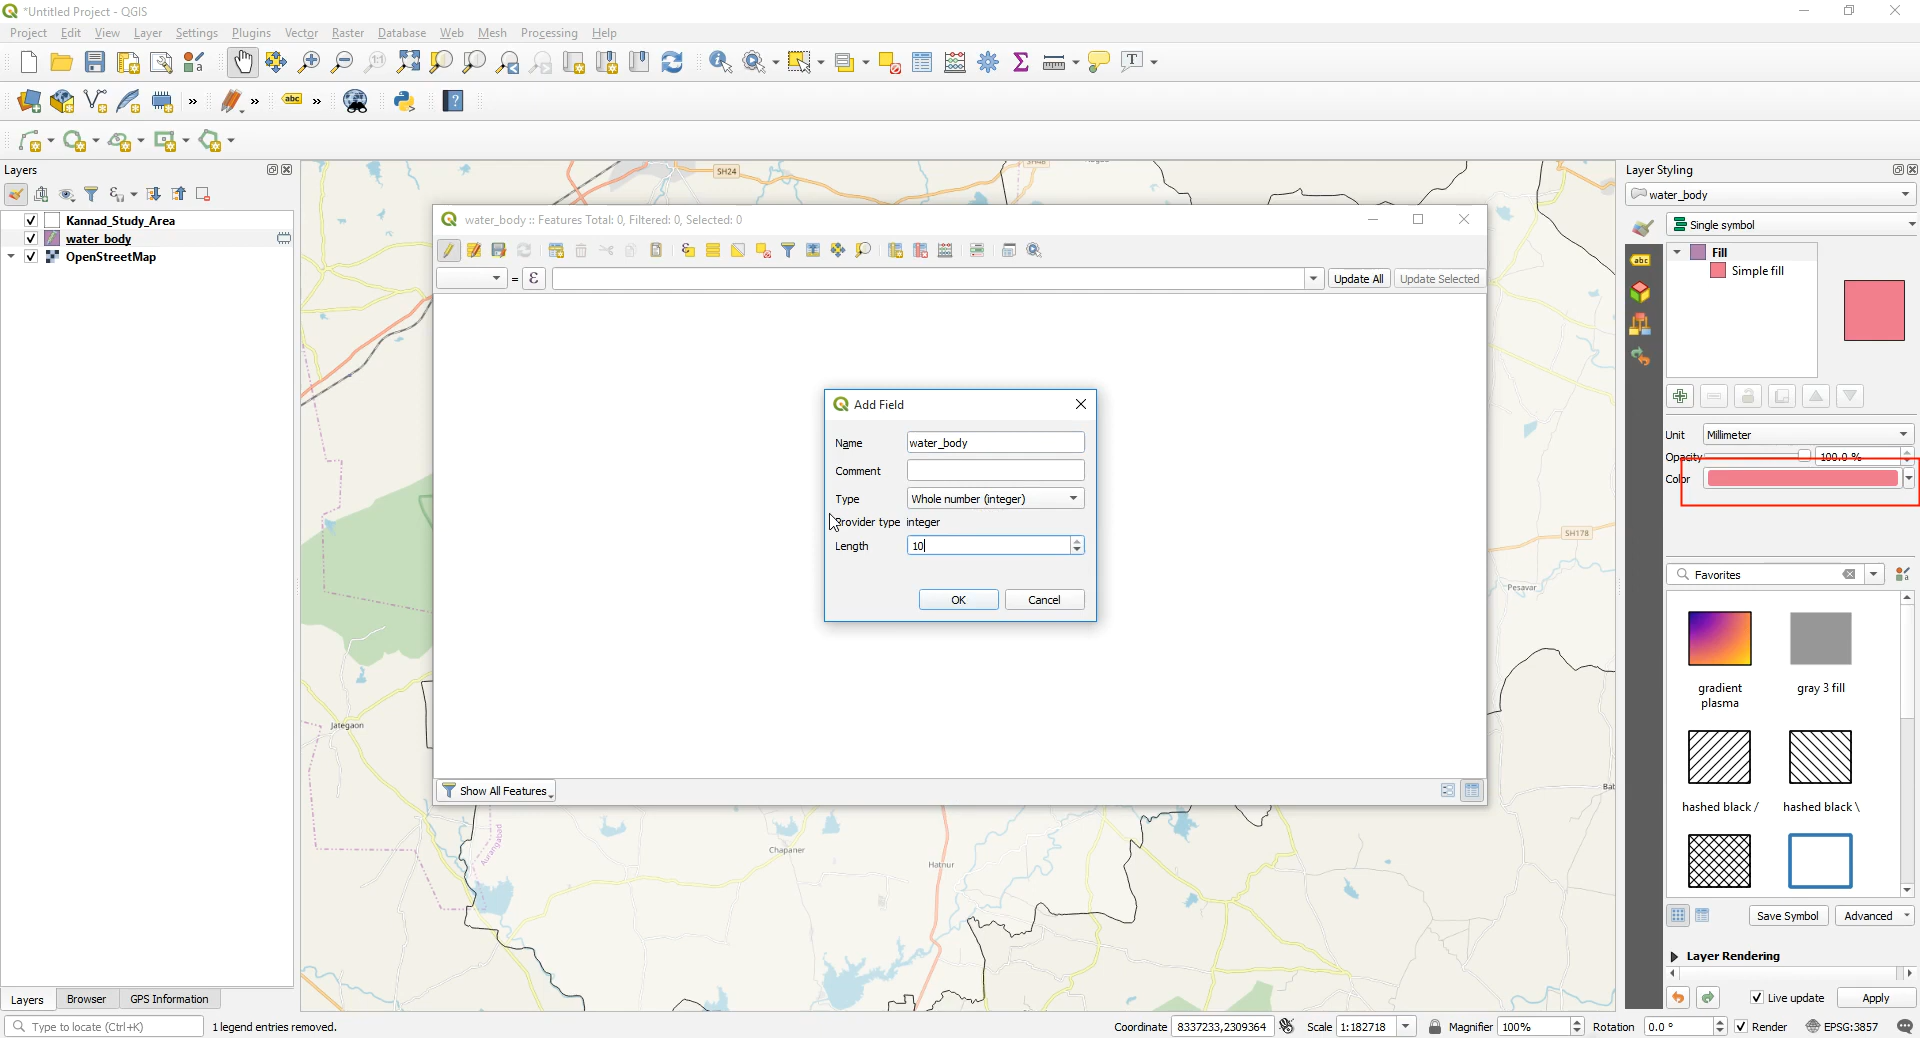 *Untitled Project - QGIS
Project Edit View Layer Settings Plugins Vector Raster Database Web Mesh Processing Help
abc
Layers
Kannad_Study_Area
water body
OpenStreetMap
SH24
SH178
Pesavar
Jategaon
Chapaner
Hatnur
Aurangabad
water_body :: Features Total: 0, Filtered: 0, Selected: 0
= ε Update All Update Selected
Add Field
Name water_body
Comment
Type Whole number (integer)
Provider type integer
Length 10
OK Cancel
Show All Features
Layer Styling
water_body
Single symbol
abc
Fill
Simple fill
Unit Millimeter
Opacity 100.0 %
Color
Favorites
gradient plasma
gray 3 fill
hashed black /
hashed black \
Save Symbol Advanced
Layer Rendering
Live update Apply
Layers Browser GPS Information
Type to locate (Ctrl+K) 1 legend entries removed.
Coordinate 8337233,2309364 Scale 1:182718 Magnifier 100% Rotation 0.0 ° Render EPSG:3857